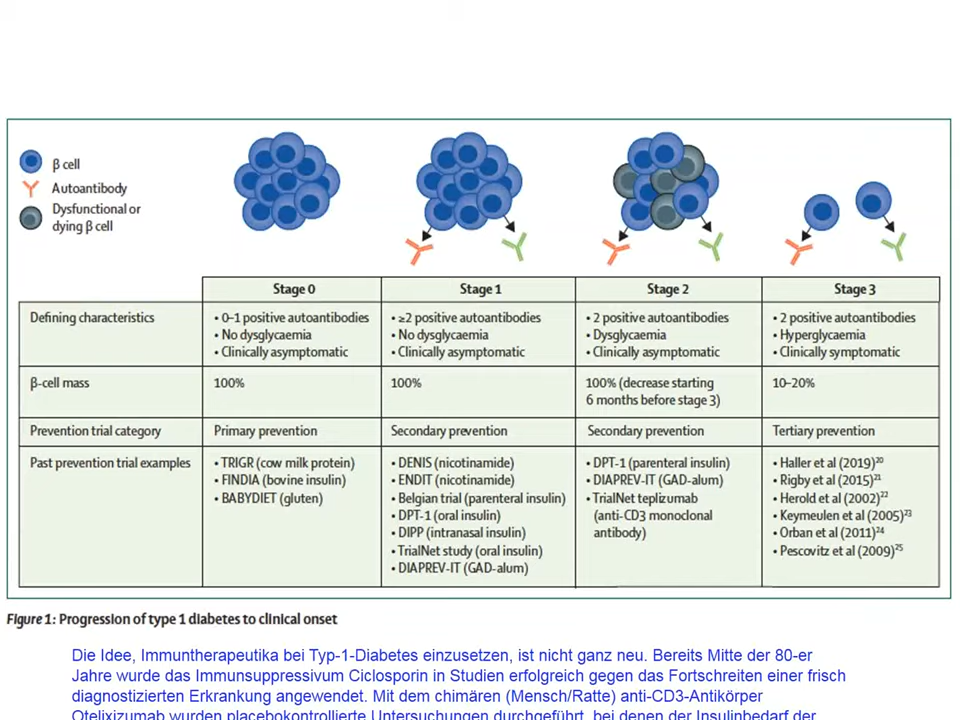 β cell
Autoantibody
Dysfunctional or
dying β cell
Stage 0
Stage 1
Stage 2
Stage 3
Defining characteristics
• 0–1 positive autoantibodies
• No dysglycaemia
• Clinically asymptomatic
• ≥2 positive autoantibodies
• No dysglycaemia
• Clinically asymptomatic
• 2 positive autoantibodies
• Dysglycaemia
• Clinically asymptomatic
• 2 positive autoantibodies
• Hyperglycaemia
• Clinically symptomatic
β-cell mass
100%
100%
100% (decrease starting
6 months before stage 3)
10–20%
Prevention trial category
Primary prevention
Secondary prevention
Secondary prevention
Tertiary prevention
Past prevention trial examples
• TRIGR (cow milk protein)
• FINDIA (bovine insulin)
• BABYDIET (gluten)
• DENIS (nicotinamide)
• ENDIT (nicotinamide)
• Belgian trial (parenteral insulin)
• DPT-1 (oral insulin)
• DIPP (intranasal insulin)
• TrialNet study (oral insulin)
• DIAPREV-IT (GAD-alum)
• DPT-1 (parenteral insulin)
• DIAPREV-IT (GAD-alum)
• TrialNet teplizumab
(anti-CD3 monoclonal
antibody)
• Haller et al (2019)²⁰
• Rigby et al (2015)²¹
• Herold et al (2002)²²
• Keymeulen et al (2005)²³
• Orban et al (2011)²⁴
• Pescovitz et al (2009)²⁵
Figure 1: Progression of type 1 diabetes to clinical onset
Die Idee, Immuntherapeutika bei Typ-1-Diabetes einzusetzen, ist nicht ganz neu. Bereits Mitte der 80-er
Jahre wurde das Immunsuppressivum Ciclosporin in Studien erfolgreich gegen das Fortschreiten einer frisch
diagnostizierten Erkrankung angewendet. Mit dem chimären (Mensch/Ratte) anti-CD3-Antikörper
Otelixizumab wurden placebokontrollierte Untersuchungen durchgeführt, bei denen der Insulinbedarf der